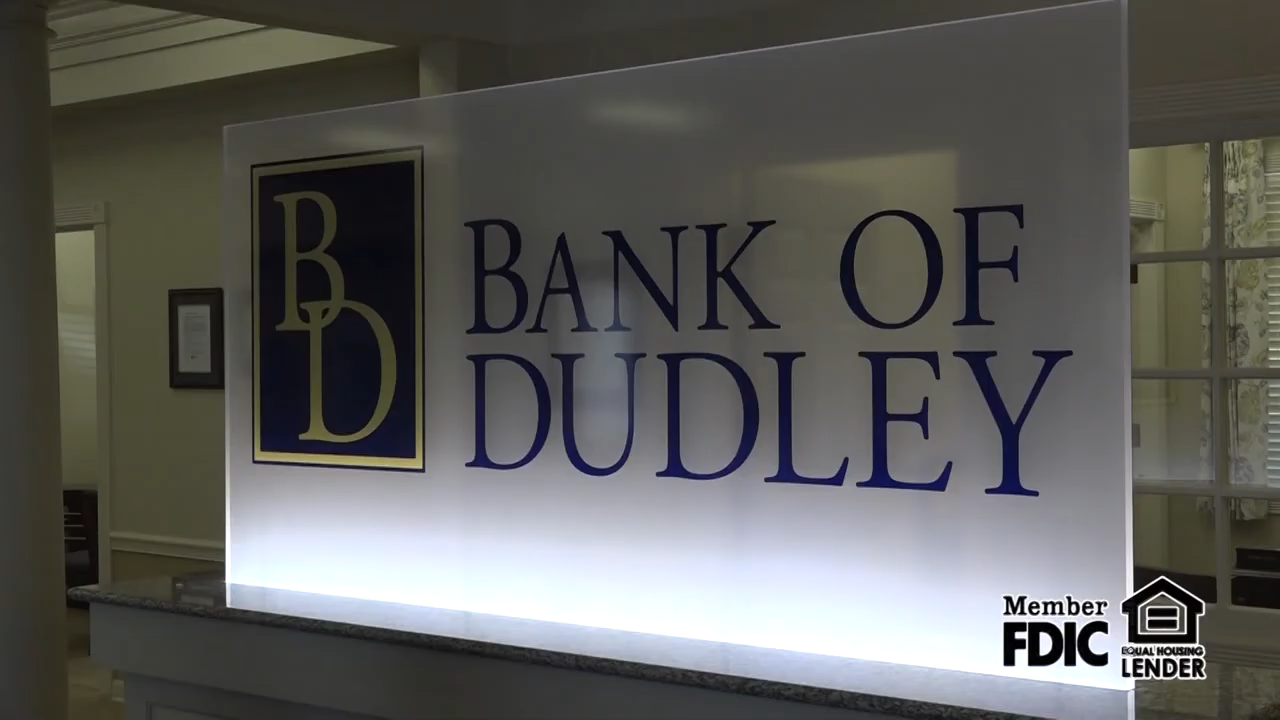 BD
BANK OF
DUDLEY
Member
FDIC
EQUAL HOUSING
LENDER